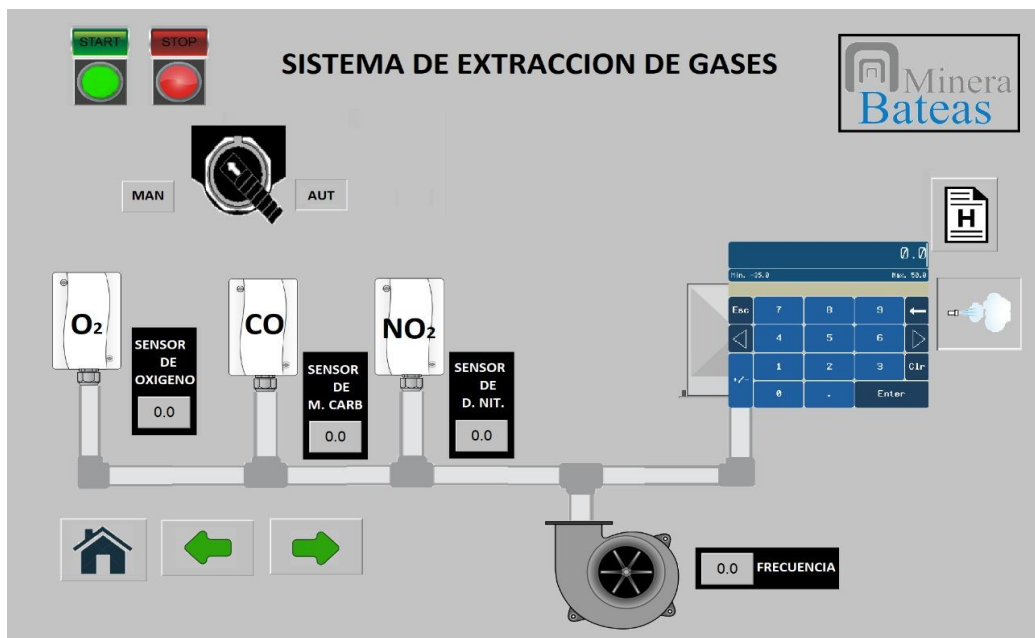 START STOP
SISTEMA DE EXTRACCION DE GASES
Minera
Bateas
MAN
AUT
H
0.0
Min. -35.0 Max. 50.0
Esc 7 8 9
4 5 6
+/- 1 2 3 Clr
0 . Enter
O₂
SENSOR
DE
OXIGENO
0.0
CO
SENSOR
DE
M. CARB
0.0
NO₂
SENSOR
DE
D. NIT.
0.0
0.0 FRECUENCIA